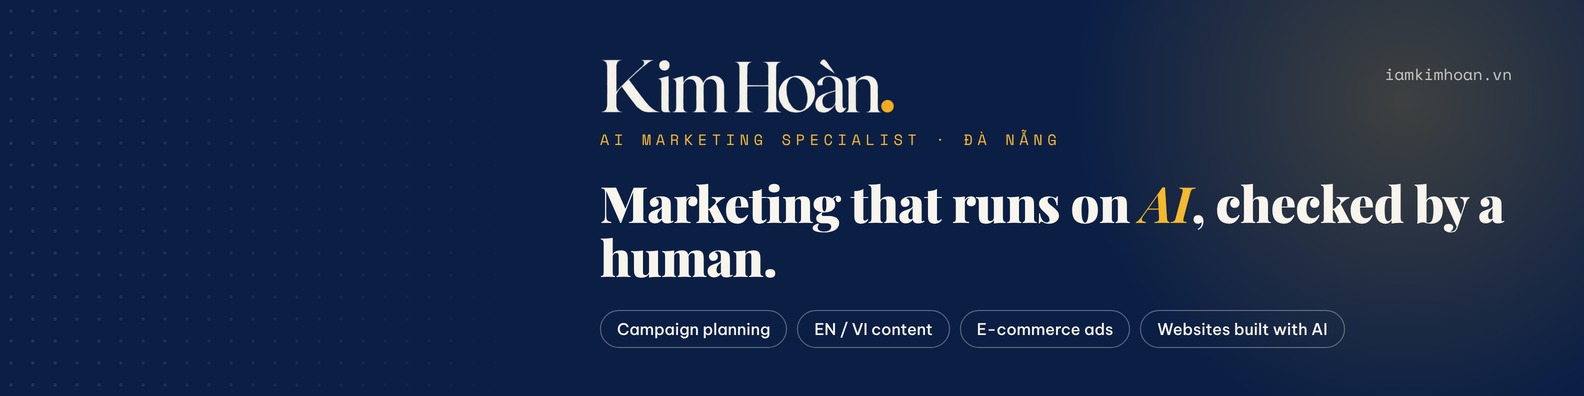 Kim Hoàn.
iamkimhoan.vn
AI MARKETING SPECIALIST · ĐÀ NẴNG
Marketing that runs on AI, checked by a
human.
Campaign planning
EN / VI content
E-commerce ads
Websites built with AI